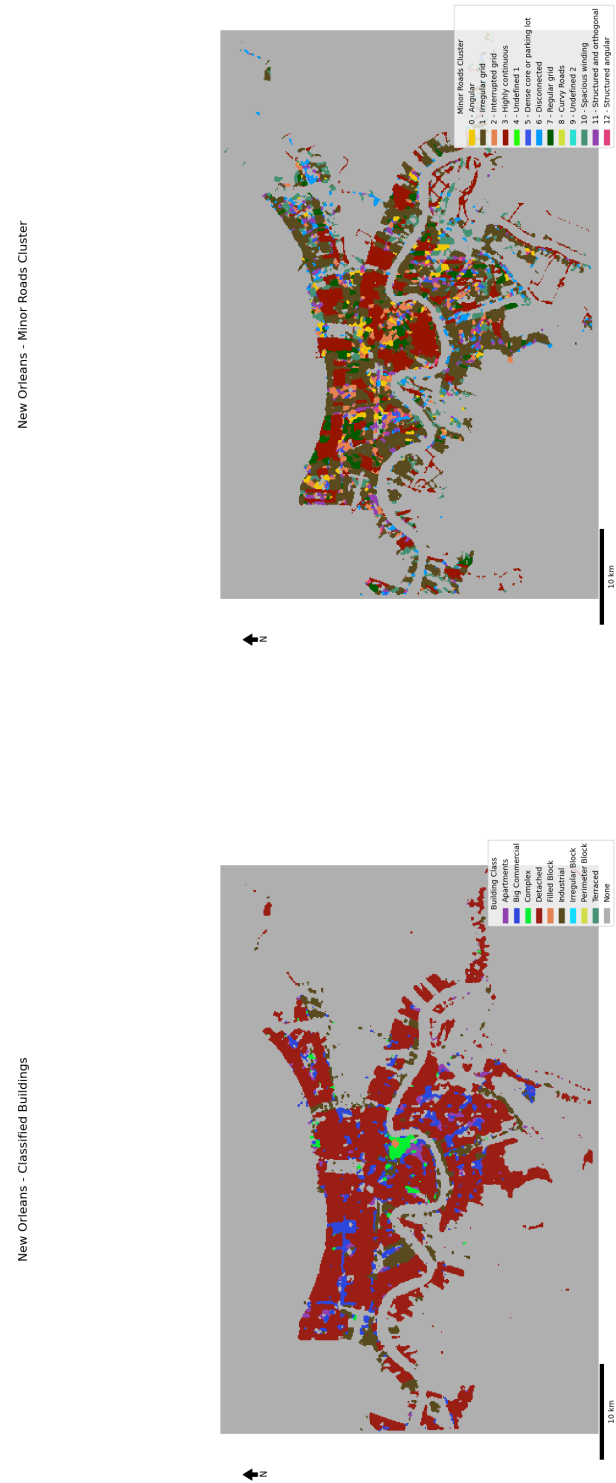 New Orleans - Minor Roads Cluster
Minor Roads Cluster
0 - Angular
1 - Irregular grid
2 - Interrupted grid
3 - Highly continuous
4 - Undefined 1
5 - Dense core or parking lot
6 - Disconnected
7 - Regular grid
8 - Curvy Roads
9 - Undefined 2
10 - Spacious winding
11 - Structured and orthogonal
12 - Structured angular
10 km
N
New Orleans - Classified Buildings
Building Class
Apartments
Big Commercial
Complex
Detached
Filled Block
Industrial
Irregular Block
Perimeter Block
Terraced
None
10 km
N